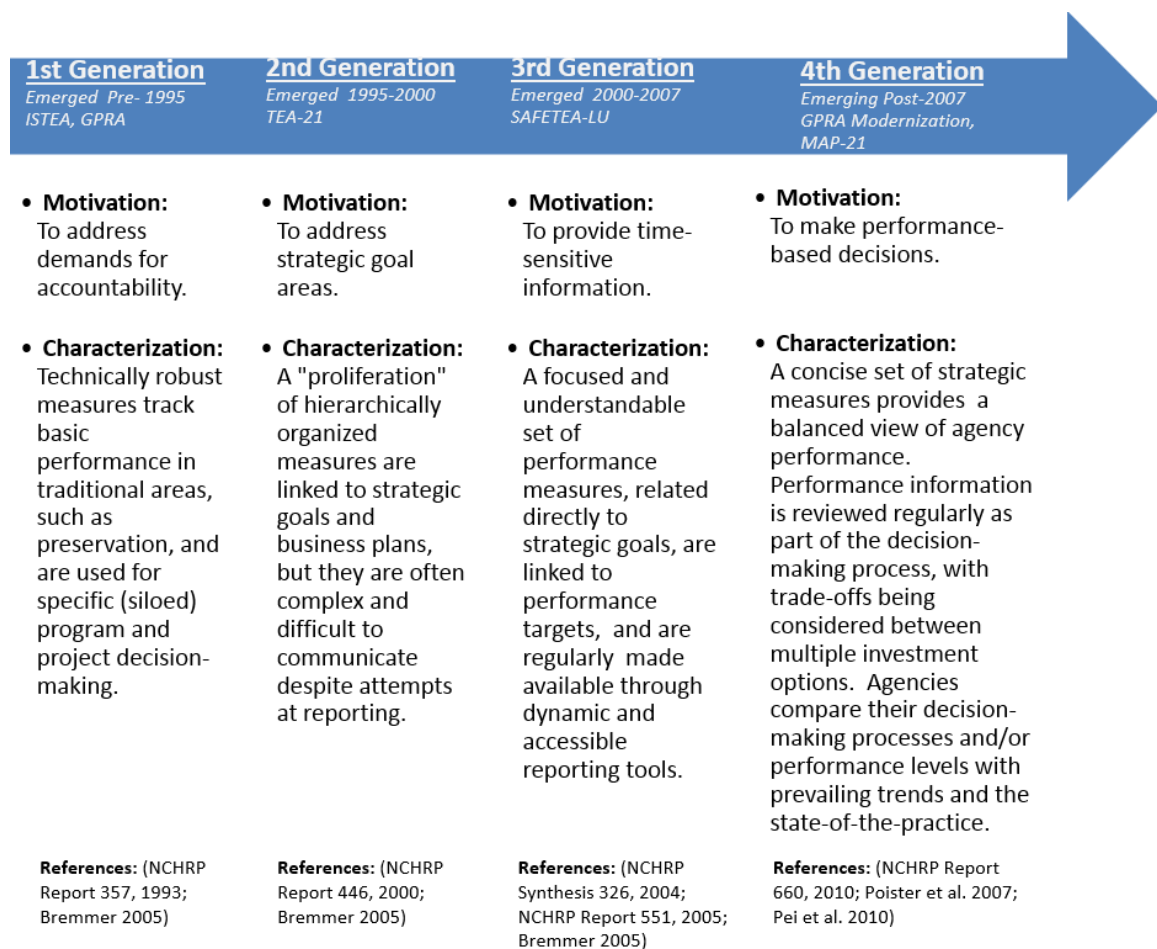 1st Generation
Emerged Pre- 1995
ISTEA, GPRA
2nd Generation
Emerged 1995-2000
TEA-21
3rd Generation
Emerged 2000-2007
SAFETEA-LU
4th Generation
Emerging Post-2007
GPRA Modernization,
MAP-21
• Motivation:
To address
demands for
accountability.
• Characterization:
Technically robust
measures track
basic
performance in
traditional areas,
such as
preservation, and
are used for
specific (siloed)
program and
project decision-
making.
References: (NCHRP
Report 357, 1993;
Bremmer 2005)
• Motivation:
To address
strategic goal
areas.
• Characterization:
A "proliferation"
of hierarchically
organized
measures are
linked to strategic
goals and
business plans,
but they are often
complex and
difficult to
communicate
despite attempts
at reporting.
References: (NCHRP
Report 446, 2000;
Bremmer 2005)
• Motivation:
To provide time-
sensitive
information.
• Characterization:
A focused and
understandable
set of
performance
measures, related
directly to
strategic goals, are
linked to
performance
targets, and are
regularly made
available through
dynamic and
accessible
reporting tools.
References: (NCHRP
Synthesis 326, 2004;
NCHRP Report 551, 2005;
Bremmer 2005)
• Motivation:
To make performance-
based decisions.
• Characterization:
A concise set of strategic
measures provides a
balanced view of agency
performance.
Performance information
is reviewed regularly as
part of the decision-
making process, with
trade-offs being
considered between
multiple investment
options. Agencies
compare their decision-
making processes and/or
performance levels with
prevailing trends and the
state-of-the-practice.
References: (NCHRP Report
660, 2010; Poister et al. 2007;
Pei et al. 2010)